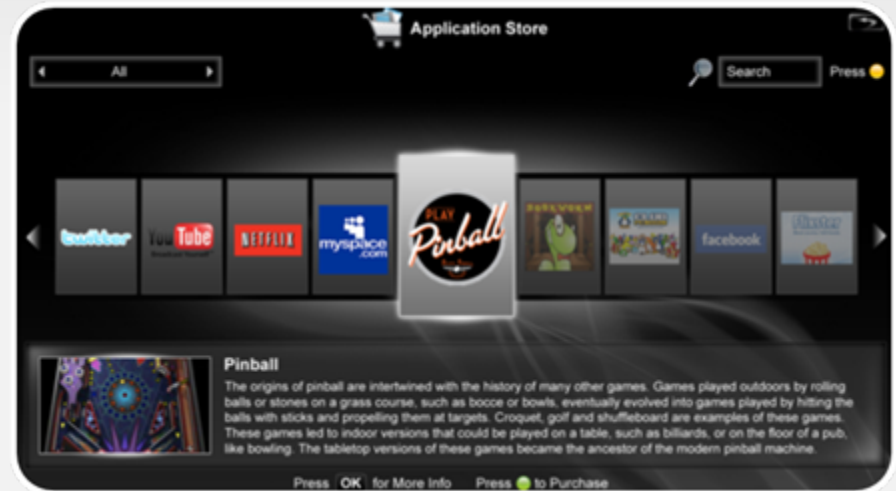 Application Store
All
Search
Press
twitter
YouTube
Broadcast Yourself
NETFLIX
myspace
.com
PLAY
Pinball
facebook
Pinball
The origins of pinball are intertwined with the history of many other games. Games played outdoors by rolling
balls or stones on a grass course, such as bocce or bowls, eventually evolved into games played by hitting the
balls with sticks and propelling them at targets. Croquet, golf and shuffleboard are examples of these games.
These games led to indoor versions that could be played on a table, such as billiards, or on the floor of a pub,
like bowling. The tabletop versions of these games became the ancestor of the modern pinball machine.
Press OK for More Info Press to Purchase